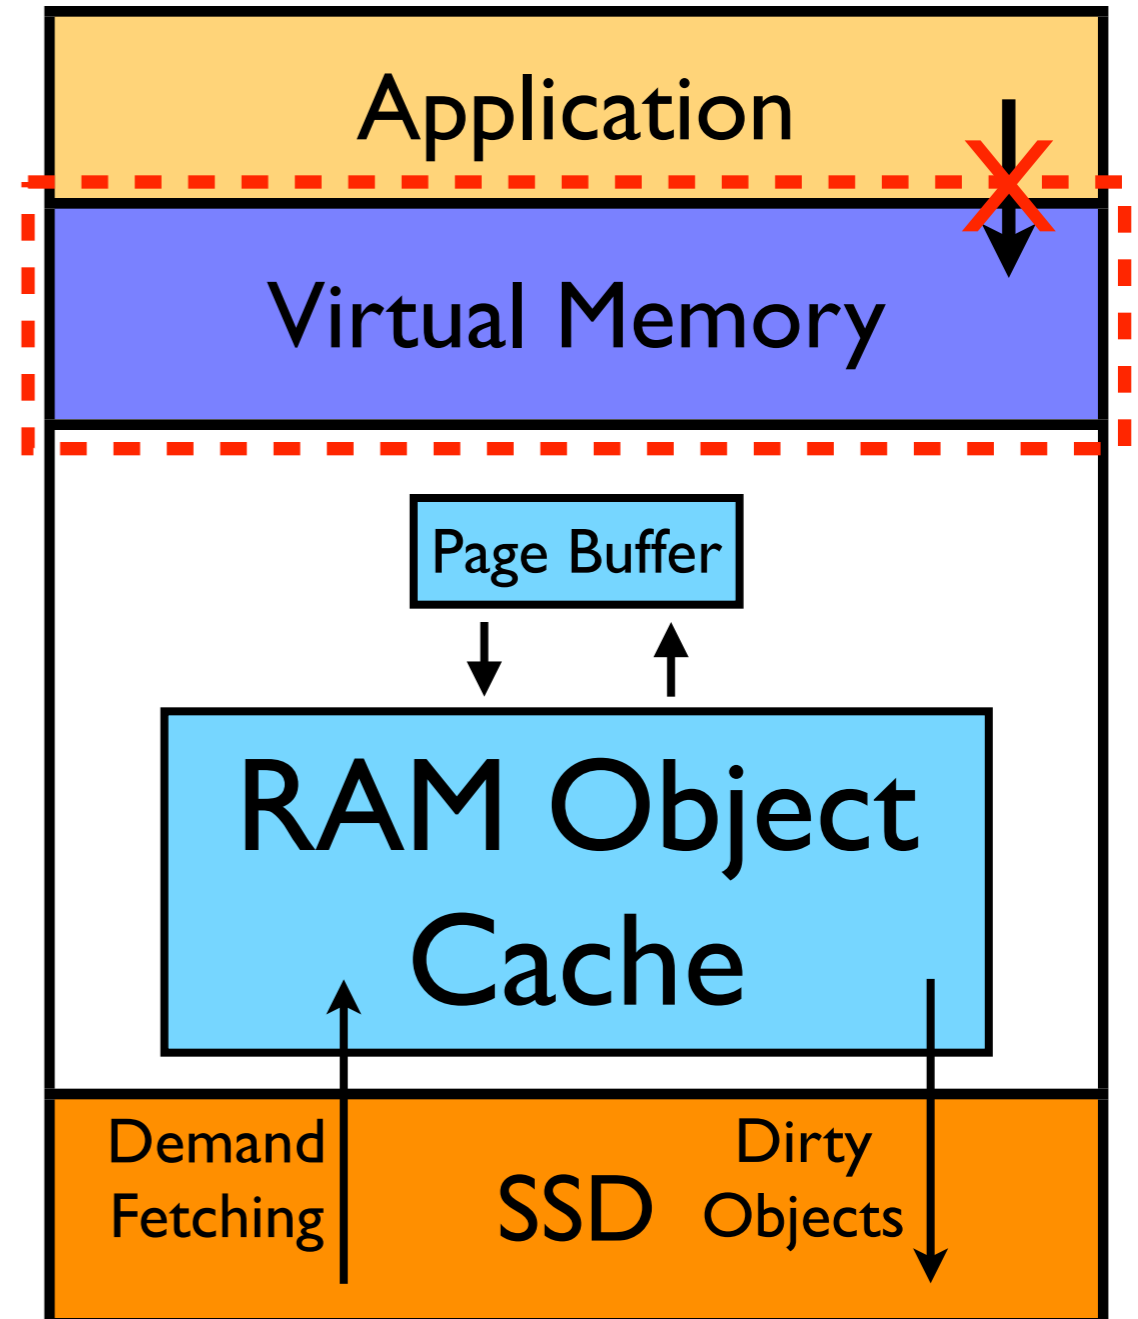 Application
X
Virtual Memory
Page Buffer
RAM Object
Cache
Demand
Fetching
SSD
Dirty
Objects